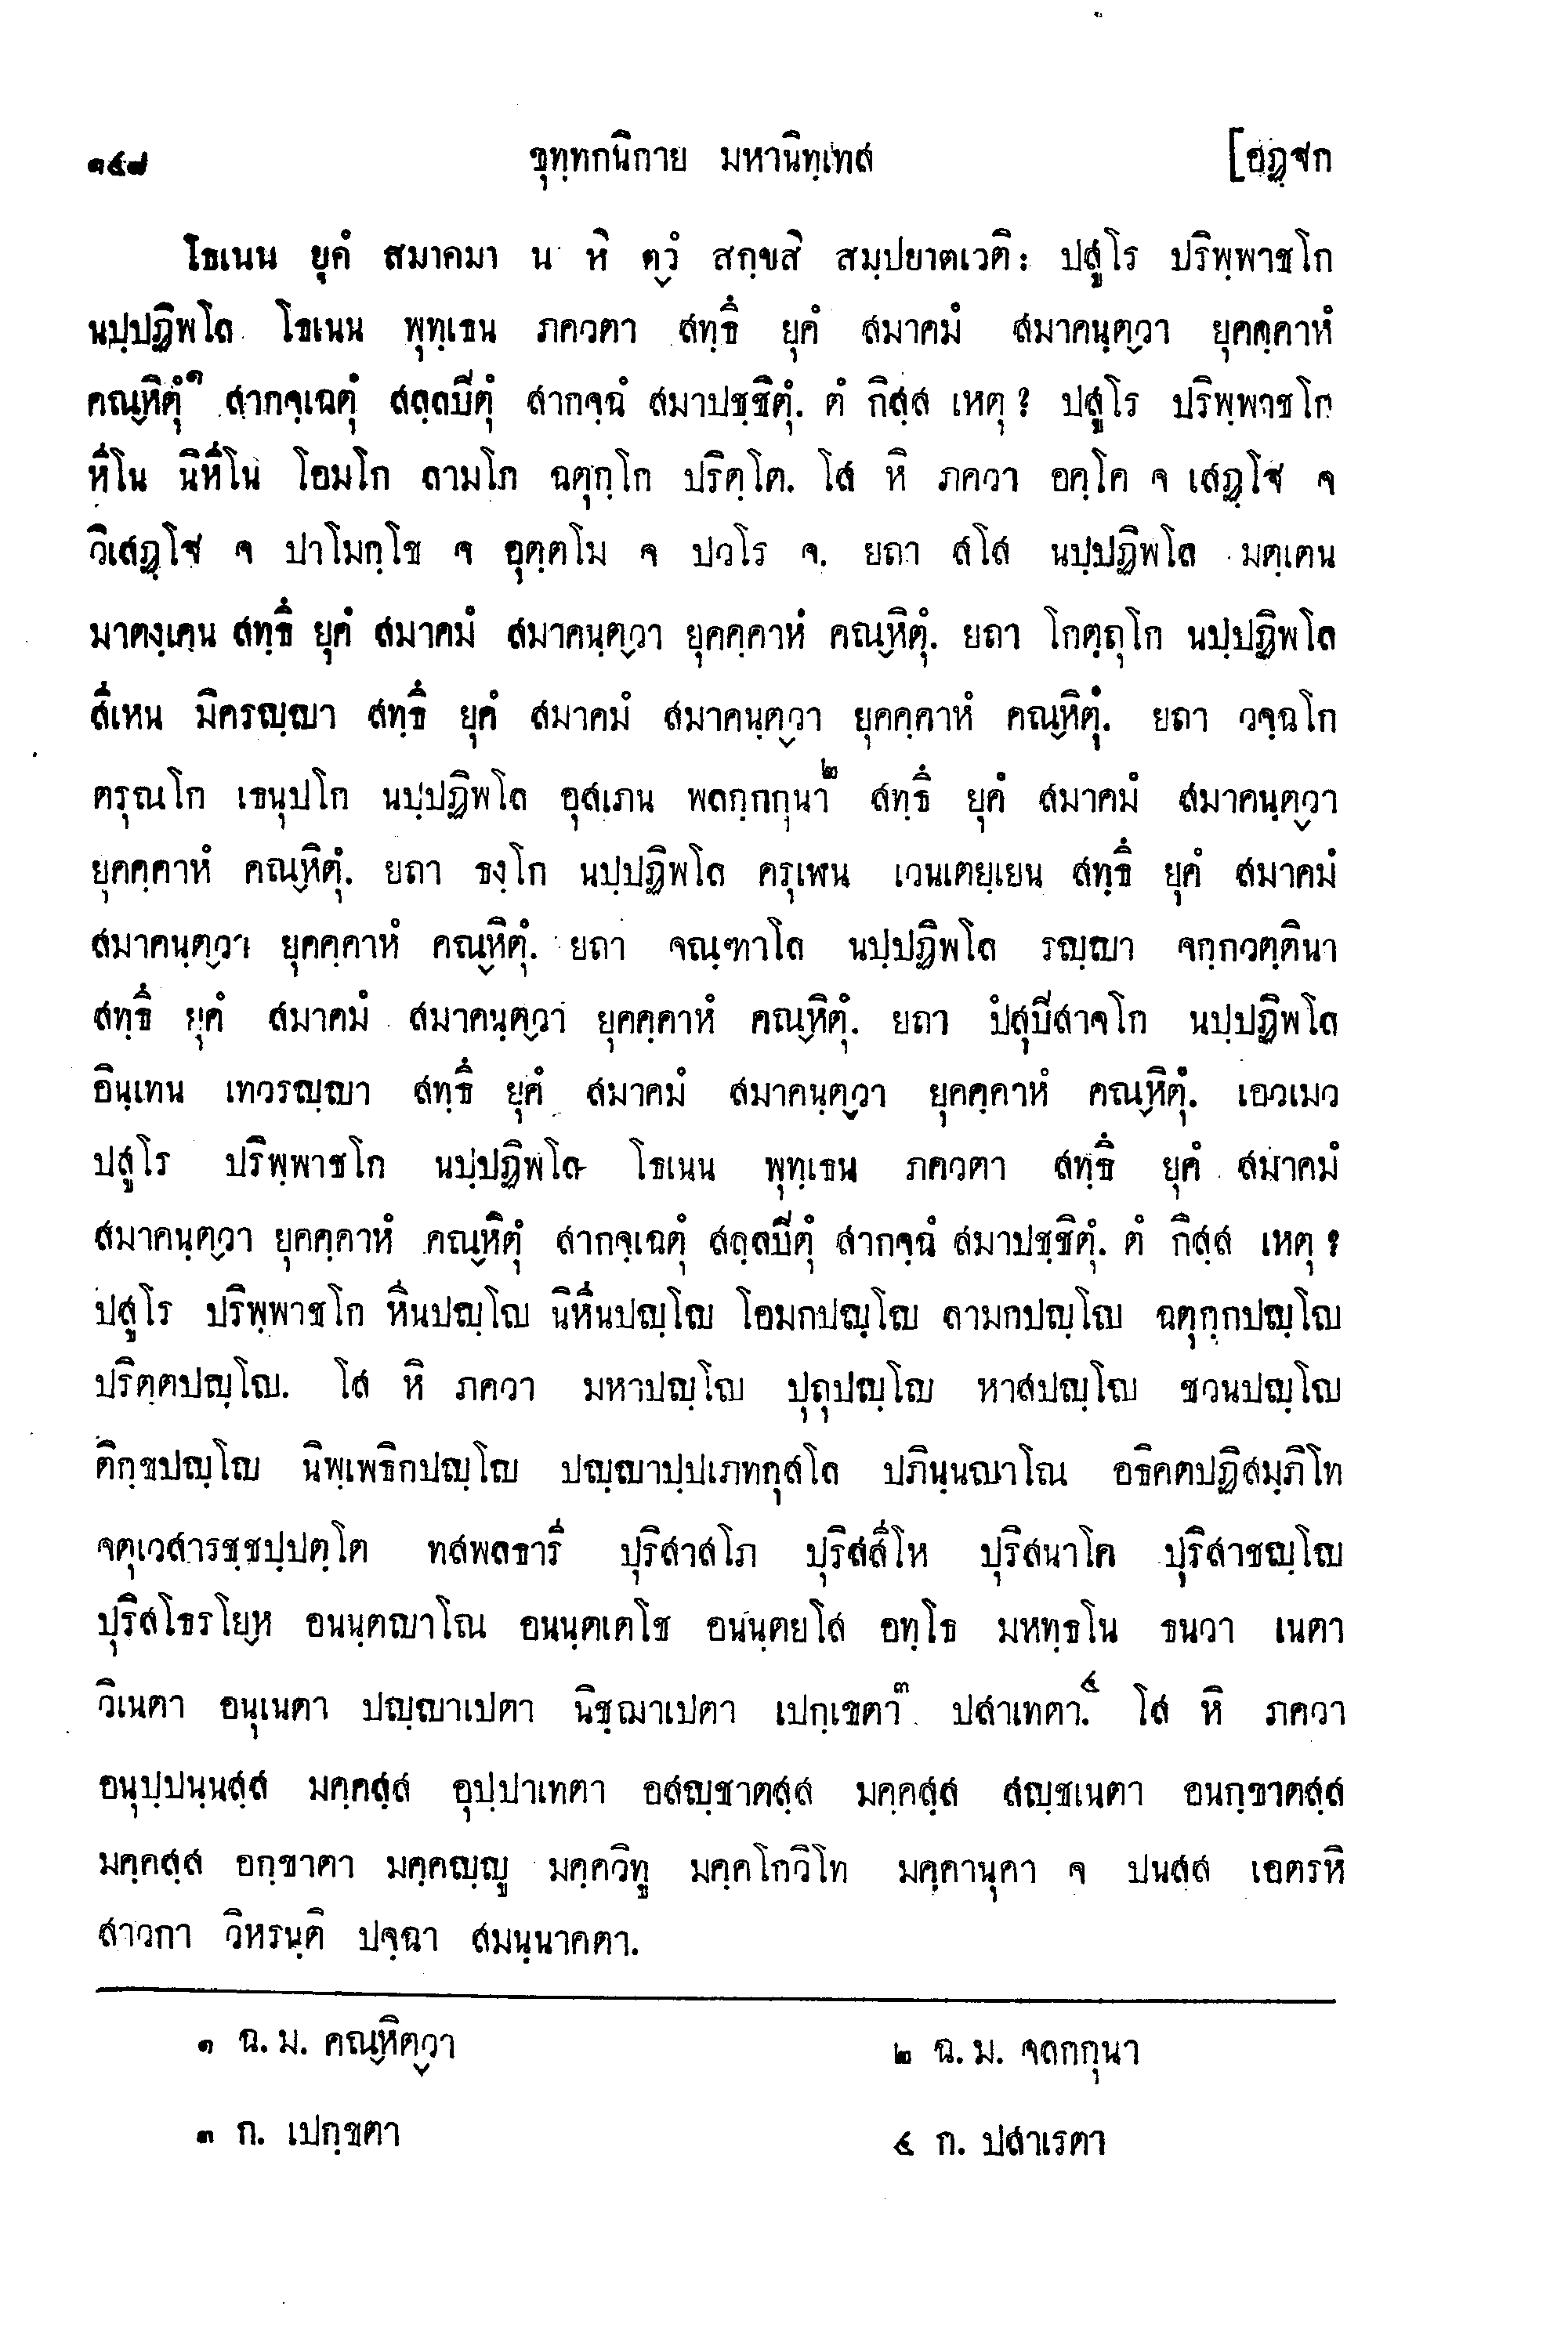 ๑๔๗ ขุทฺทกนิกาย มหานิทฺเทส [อฏฺฐก
โธเนน ยุคํ สมาคมา น หิ ตฺวํ สกฺขสิ สมฺปยาตเวติ: ปสูโร ปริพฺพาชโก
นปฺปฏิพโล โธเนน พุทฺเธน ภควตา สทฺธึ ยุคํ สมาคมํ สมาคนฺตฺวา ยุคคฺคาหํ
คณฺหิตุํ๑ สากจฺเฉตุํ สลฺลปิตุํ สากจฺฉํ สมาปชฺชิตุํ. ตํ กิสฺส เหตุ? ปสูโร ปริพฺพาชโก
หีโน นิหีโน โอมโก ลามโก ฉตุกฺโก ปริตฺโต. โส หิ ภควา อคฺโค จ เสฏฺโฐ จ
วิเสฏฺโฐ จ ปาโมกฺโข จ อุตฺตโม จ ปวโร จ. ยถา สโส นปฺปฏิพโล มตฺเตน
มาตงฺเคน สทฺธึ ยุคํ สมาคมํ สมาคนฺตฺวา ยุคคฺคาหํ คณฺหิตุํ. ยถา โกตฺถุโก นปฺปฏิพโล
สีเหน มิครญฺญา สทฺธึ ยุคํ สมาคมํ สมาคนฺตฺวา ยุคคฺคาหํ คณฺหิตุํ. ยถา วจฺฉโก
ตรุณโก เธนุปโก นปฺปฏิพโล อุสเภน พลกฺกกุนา๒ สทฺธึ ยุคํ สมาคมํ สมาคนฺตฺวา
ยุคคฺคาหํ คณฺหิตุํ. ยถา ธงฺโก นปฺปฏิพโล ครุเฬน เวนเตยฺเยน สทฺธึ ยุคํ สมาคมํ
สมาคนฺตฺวา ยุคคฺคาหํ คณฺหิตุํ. ยถา จณฺฑาโล นปฺปฏิพโล รญฺญา จกฺกวตฺตินา
สทฺธึ ยุคํ สมาคมํ สมาคนฺตฺวา ยุคคฺคาหํ คณฺหิตุํ. ยถา ปํสุปิสาจโก นปฺปฏิพโล
อินฺเทน เทวรญฺญา สทฺธึ ยุคํ สมาคมํ สมาคนฺตฺวา ยุคคฺคาหํ คณฺหิตุํ. เอวเมว
ปสูโร ปริพฺพาชโก นปฺปฏิพโล โธเนน พุทฺเธน ภควตา สทฺธึ ยุคํ สมาคมํ
สมาคนฺตฺวา ยุคคฺคาหํ คณฺหิตุํ สากจฺเฉตุํ สลฺลปิตุํ สากจฺฉํ สมาปชฺชิตุํ. ตํ กิสฺส เหตุ?
ปสูโร ปริพฺพาชโก หีนปญฺโญ นิหีนปญฺโญ โอมกปญฺโญ ลามกปญฺโญ ฉตุกฺกปญฺโญ
ปริตฺตปญฺโญ. โส หิ ภควา มหาปญฺโญ ปุถุปญฺโญ หาสปญฺโญ ชวนปญฺโญ
ติกฺขปญฺโญ นิพฺเพธิกปญฺโญ ปญฺญาปฺปเภทกุสโล ปภินฺนญาโณ อธิคตปฏิสมฺภิโท
จตุเวสารชฺชปฺปตฺโต ทสพลธารี ปุริสาสโภ ปุริสสีโห ปุริสนาโค ปุริสาชญฺโญ
ปุริสโธรโยฺห อนนฺตญาโณ อนนฺตเตโช อนนฺตยโส อทฺโธ มหทฺธโน ธนวา เนตา
วิเนตา อนุเนตา ปญฺญาเปตา นิชฺฌาเปตา เปกฺเขตา๓ ปสาเทตา.๔ โส หิ ภควา
อนุปฺปนฺนสฺส มคฺคสฺส อุปฺปาเทตา อสญฺชาตสฺส มคฺคสฺส สญฺชเนตา อนกฺขาตสฺส
มคฺคสฺส อกฺขาตา มคฺคญฺญู มคฺควิทู มคฺคโกวิโท มคฺคานุคา จ ปนสฺส เอตรหิ
สาวกา วิหรนฺติ ปจฺฉา สมนฺนาคตา.
๑ ฉ. ม. คณฺหิตฺวา ๒ ฉ. ม. จลกกุนา
๓ ก. เปกฺขตา ๔ ก. ปสาเรตา